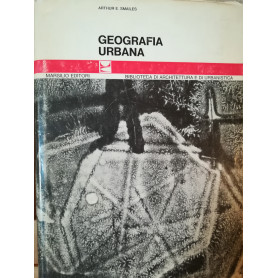 ARTHUR E. SMAILES
GEOGRAFIA
URBANA
MARSILIO EDITORI
BIBLIOTECA DI ARCHITETTURA E DI URBANISTICA